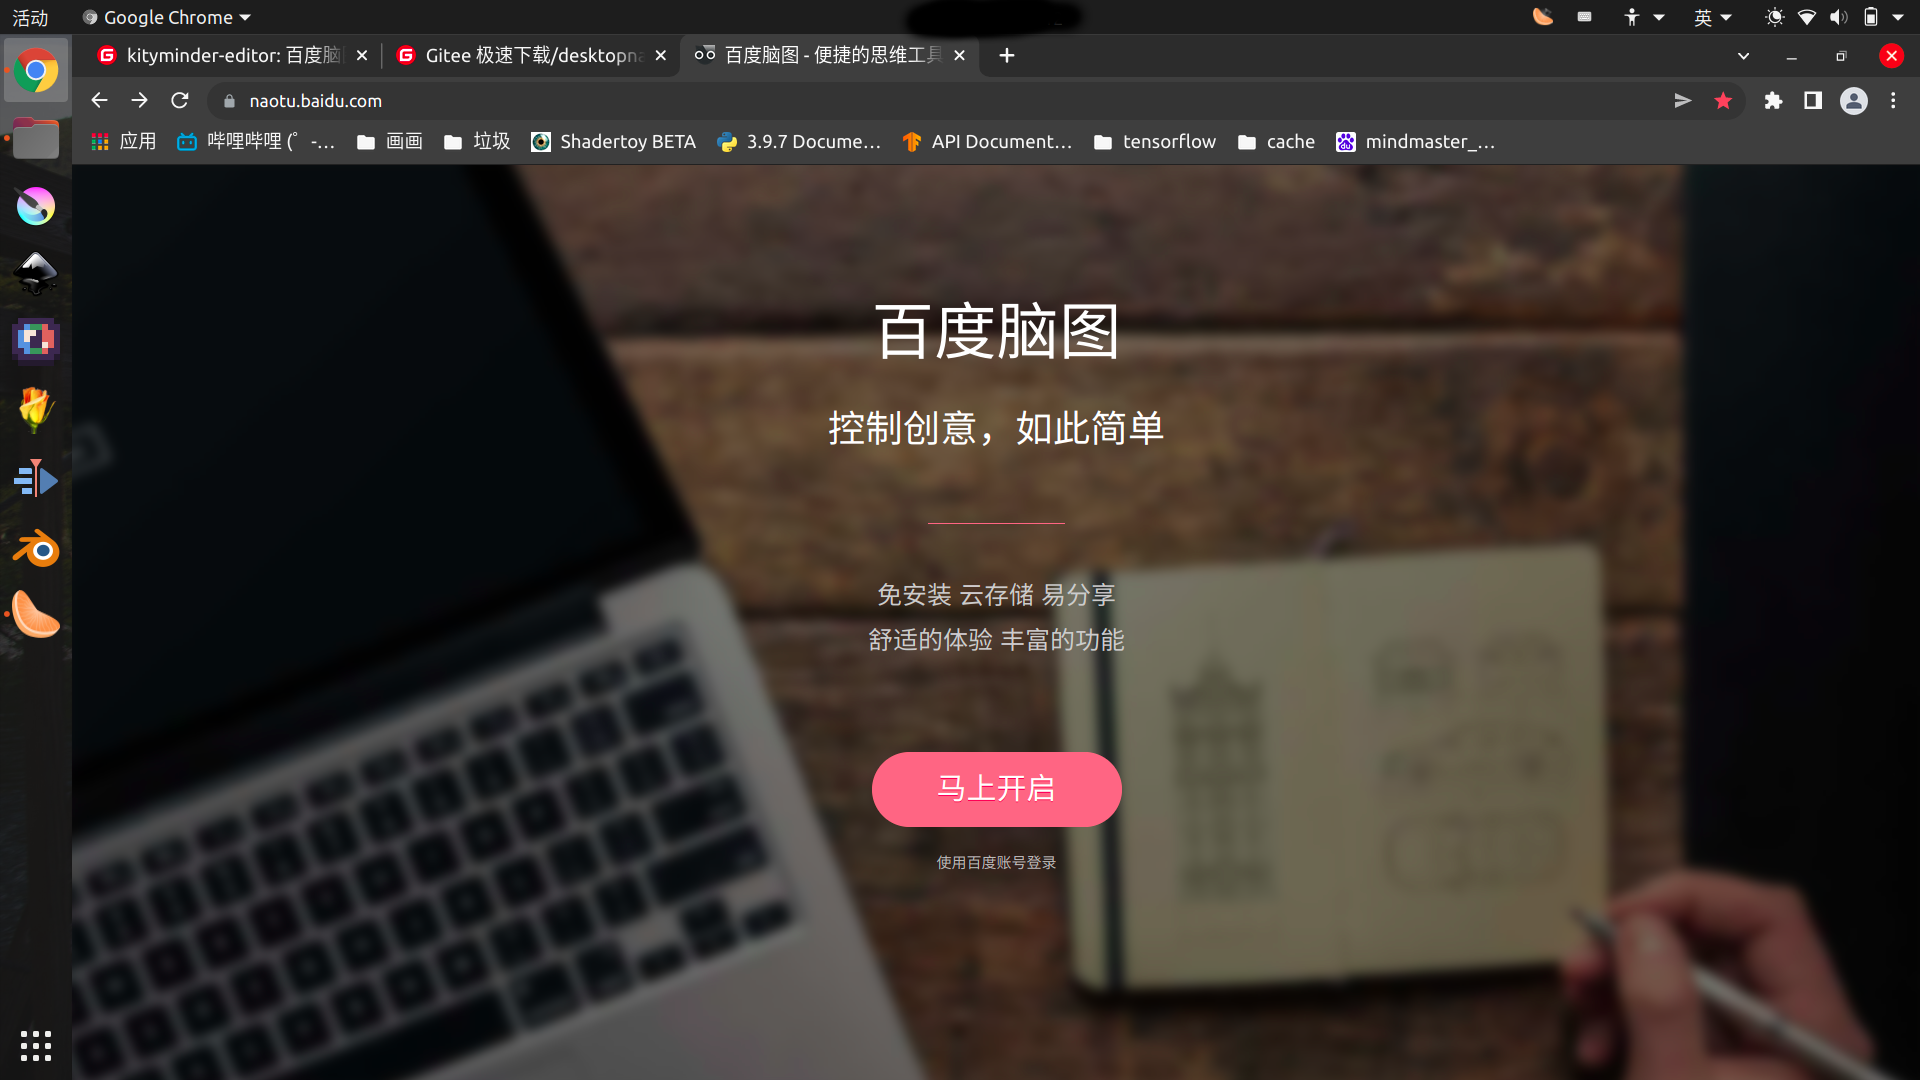 活动
Google Chrome
英
kityminder-editor: 百度脑
Gitee 极速下载/desktopna
百度脑图 - 便捷的思维工具
naotu.baidu.com
应用
哔哩哔哩 (゜-...
画画
垃圾
Shadertoy BETA
3.9.7 Docume...
API Document...
tensorflow
cache
mindmaster_...
百度脑图
控制创意，如此简单
免安装 云存储 易分享
舒适的体验 丰富的功能
马上开启
使用百度账号登录